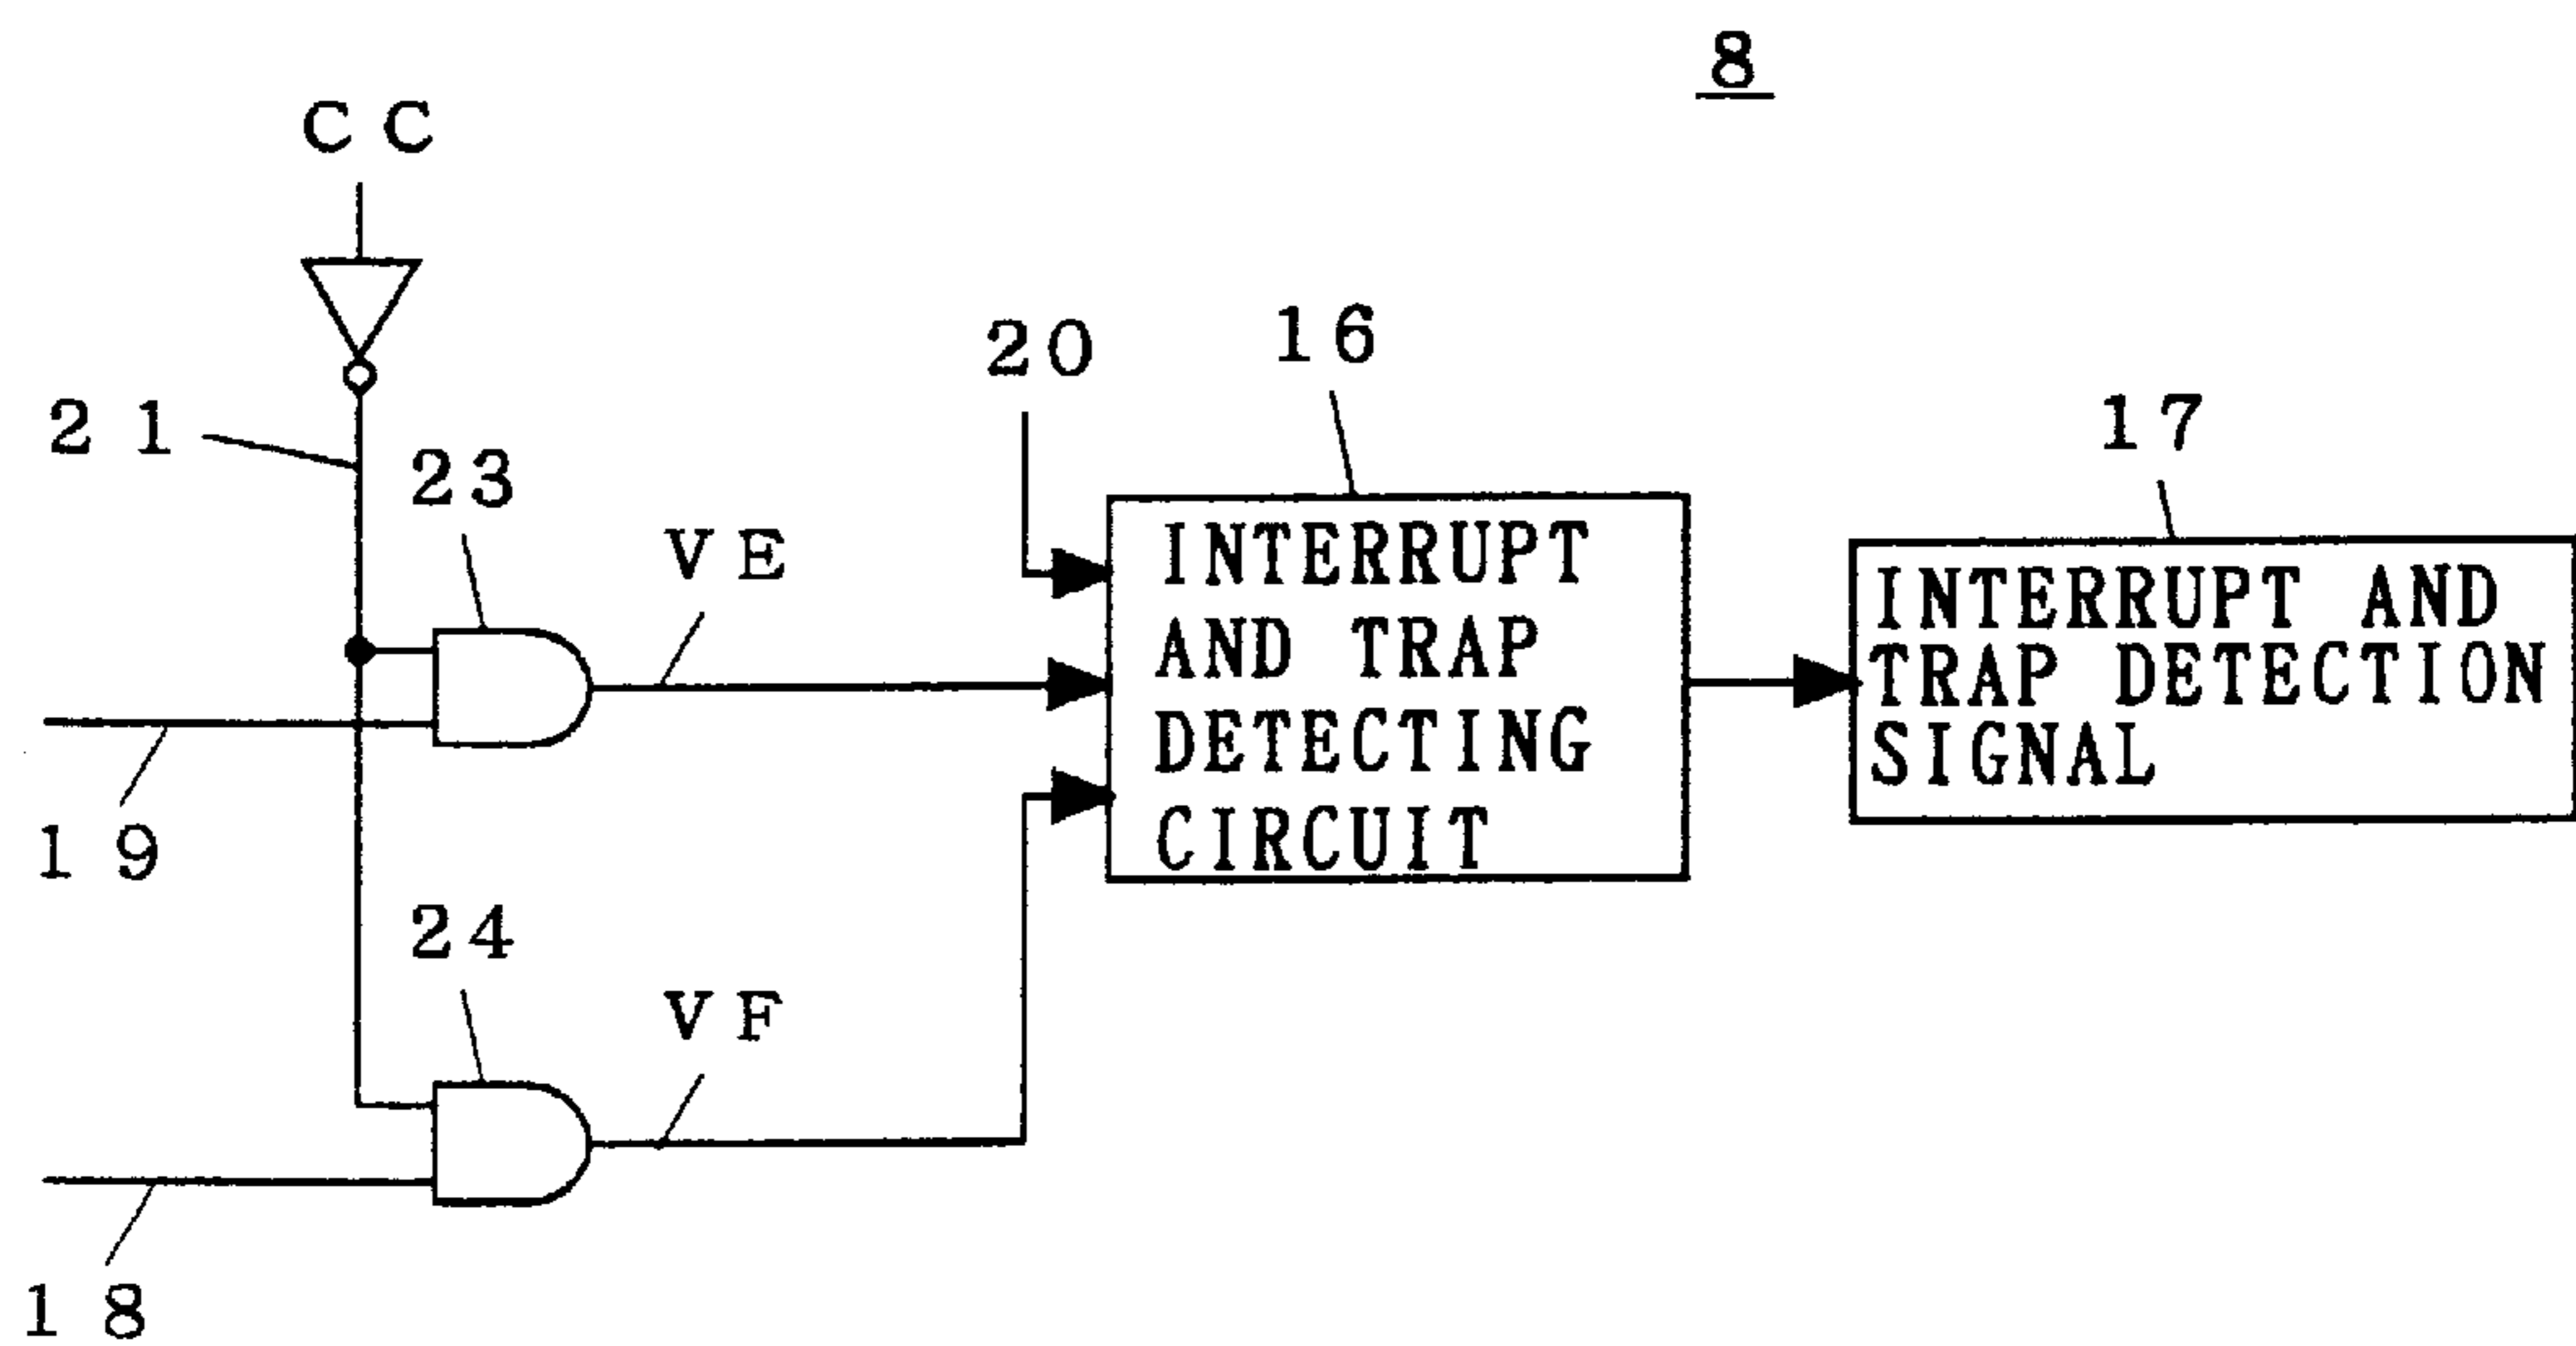 8
CC
20
16
21
17
23
VE
INTERRUPT
AND TRAP
DETECTING
CIRCUIT
INTERRUPT AND
TRAP DETECTION
SIGNAL
19
24
VF
18